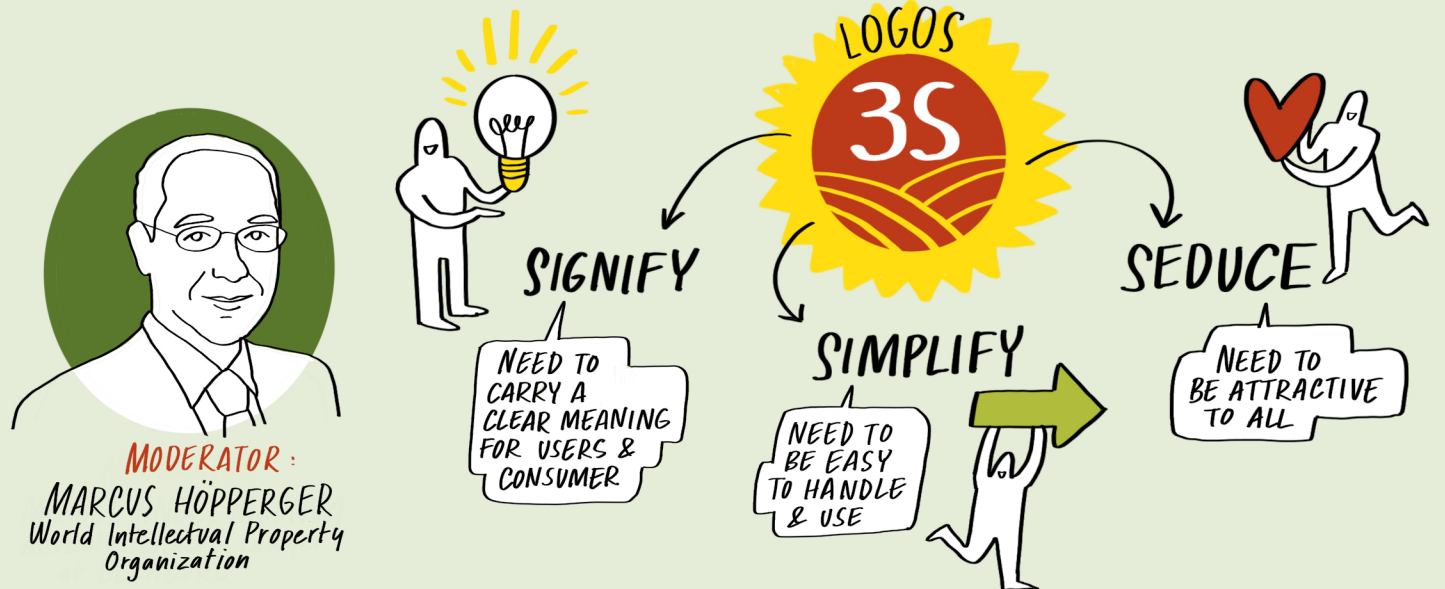 MODERATOR:
MARCUS HÖPPERGER
World Intellectual Property
Organization
LOGOS
3S
SIGNIFY
NEED TO
CARRY A
CLEAR MEANING
FOR USERS &
CONSUMER
SIMPLIFY
NEED TO
BE EASY
TO HANDLE
& USE
SEDUCE
NEED TO
BE ATTRACTIVE
TO ALL